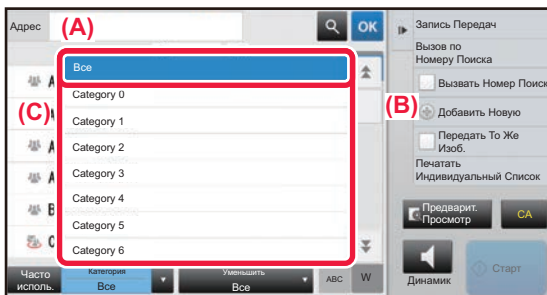 Адрес
(A)
OK
Все
Category 0
Category 1
Category 2
Category 3
Category 4
Category 5
Category 6
(C)
A
A
A
B
C
(B)
Запись Передач
Вызов по
Номеру Поиска
Вызвать Номер Поиск
Добавить Новую
Передать То Же
Изоб.
Печатать
Индивидуальный Список
Предварит.
Просмотр
CA
Часто
исполь.
Категория
Все
Уменьшить
Все
ABC
W
Динамик
Старт